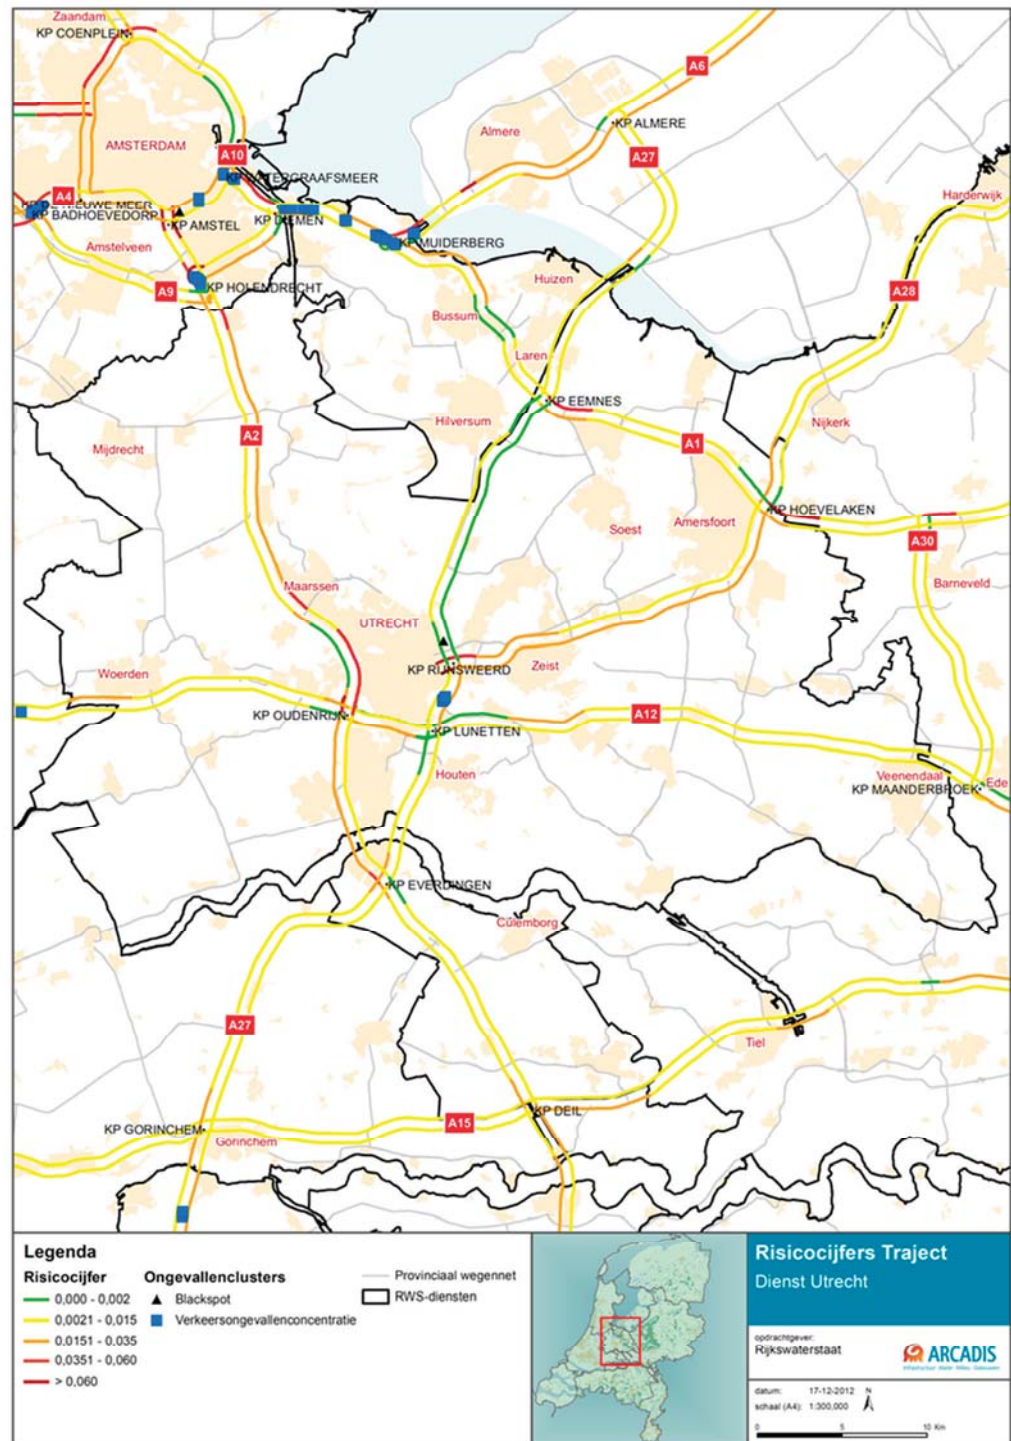 Zaandam
KP COENPLEIN
A6
Almere
KP ALMERE
AMSTERDAM
A10
A27
KP WATERGRAAFSMEER
Harderwijk
A4
KP DE NIEUWE MEER
KP BADHOEVEDORP
KP AMSTEL
KP DIEMEN
KP MUIDERBERG
Amstelveen
Huizen
A9
KP HOLENDRECHT
A28
Bussum
Laren
KP EEMNES
Hilversum
Nijkerk
A2
A1
Mijdrecht
KP HOEVELAKEN
Soest
Amersfoort
A30
Barneveld
Maarssen
UTRECHT
KP RIJNSWEERD
Zeist
Woerden
KP OUDENRIJN
A12
KP LUNETTEN
Houten
Veenendaal
Ede
KP MAANDERBROEK
KP EVERDINGEN
Culemborg
A27
Tiel
KP DEIL
A15
KP GORINCHEM
Gorinchem
Legenda
Risicocijfer
0,000 - 0,002
0,0021 - 0,015
0,0151 - 0,035
0,0351 - 0,060
> 0,060
Ongevallenclusters
Blackspot
Verkeersongevallenconcentratie
Provinciaal wegennet
RWS-diensten
Risicocijfers Traject
Dienst Utrecht
opdrachtgever:
Rijkswaterstaat
ARCADIS
datum: 17-12-2012
N
schaal (A4): 1:300,000
0 5 10 Km